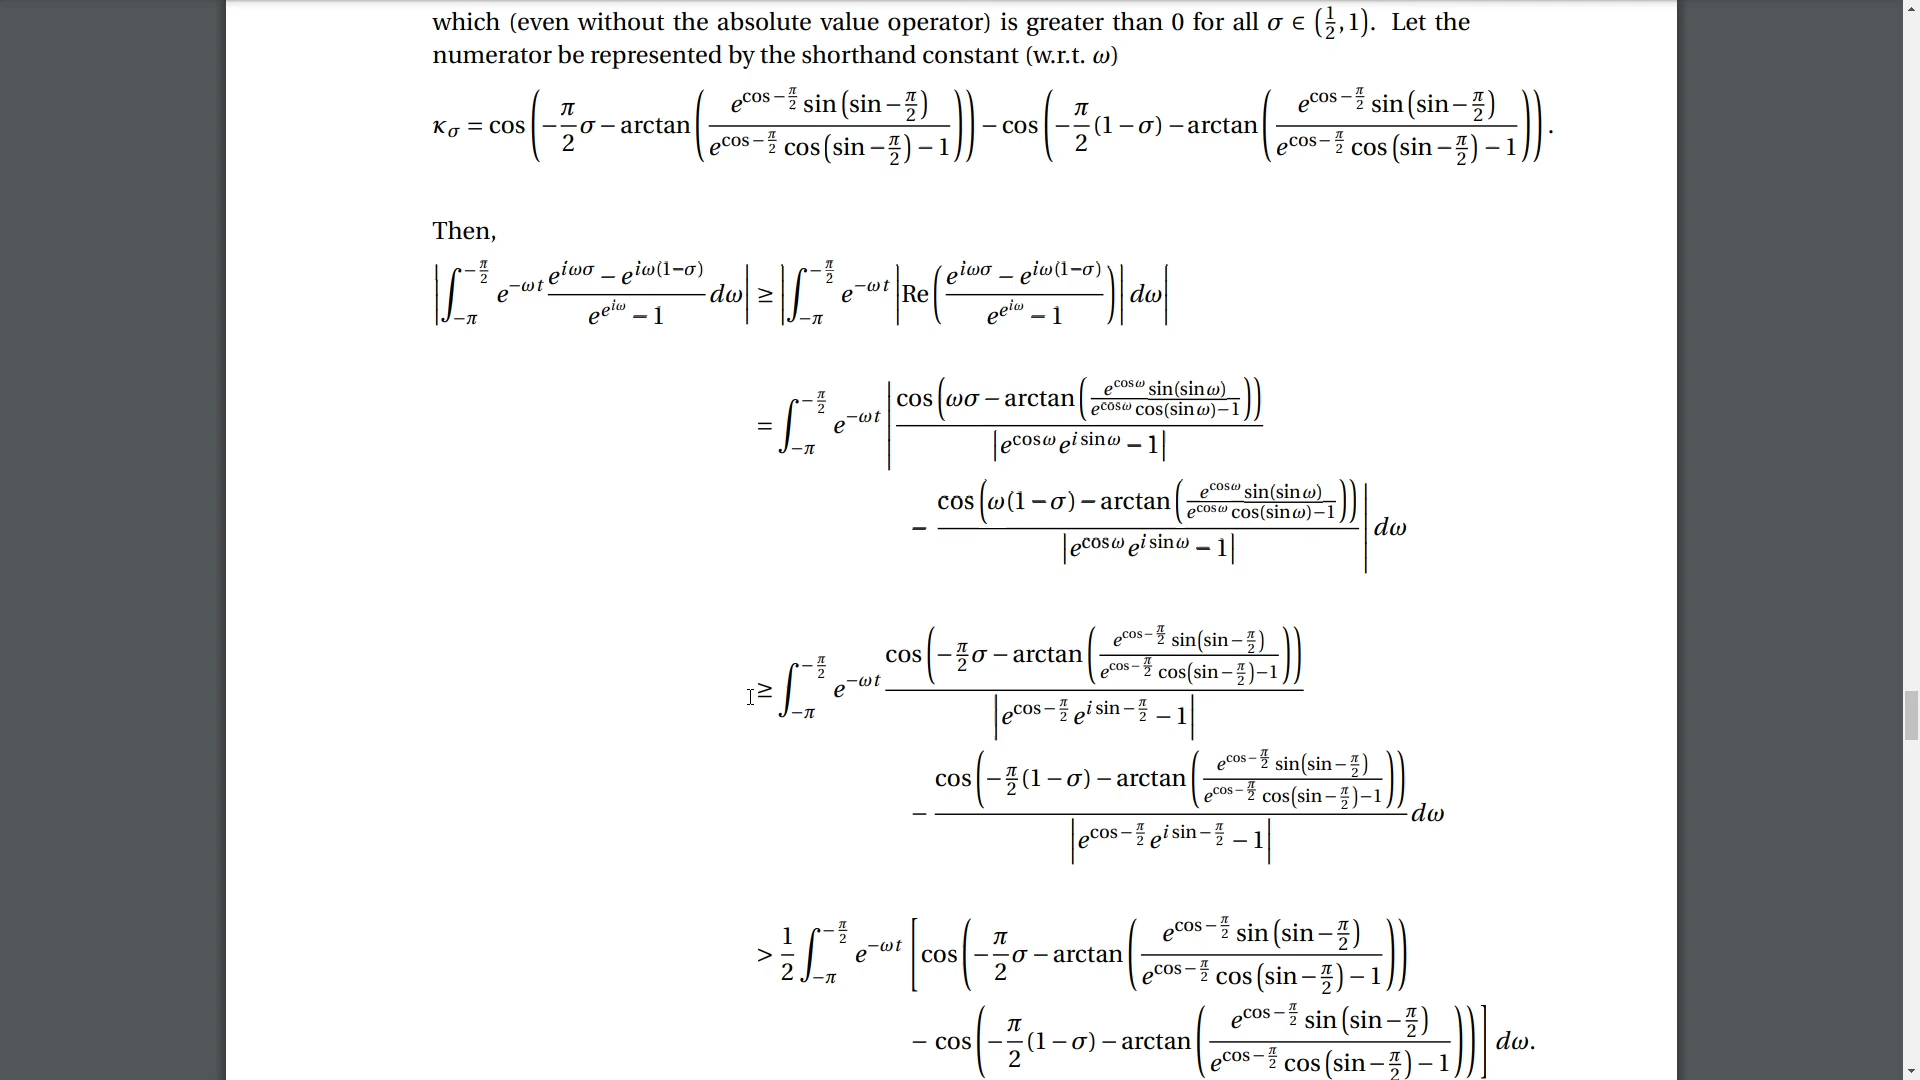 which (even without the absolute value operator) is greater than 0 for all σ ∈ (1/2, 1). Let the
numerator be represented by the shorthand constant (w.r.t. ω)
κ_σ = cos(−π/2 σ − arctan(e^{cos −π/2} sin(sin −π/2) / (e^{cos −π/2} cos(sin −π/2) − 1))) − cos(−π/2 (1 − σ) − arctan(e^{cos −π/2} sin(sin −π/2) / (e^{cos −π/2} cos(sin −π/2) − 1))).
Then,
|∫_{−π}^{−π/2} e^{−ωt} (e^{iωσ} − e^{iω(1−σ)}) / (e^{e^{iω}} − 1) dω| ≥ |∫_{−π}^{−π/2} e^{−ωt} |Re((e^{iωσ} − e^{iω(1−σ)}) / (e^{e^{iω}} − 1))| dω|
= ∫_{−π}^{−π/2} e^{−ωt} | cos(ωσ − arctan(e^{cos ω} sin(sin ω) / (e^{cos ω} cos(sin ω) − 1))) / |e^{cos ω} e^{i sin ω} − 1|
− cos(ω(1 − σ) − arctan(e^{cos ω} sin(sin ω) / (e^{cos ω} cos(sin ω) − 1))) / |e^{cos ω} e^{i sin ω} − 1| | dω
≥ ∫_{−π}^{−π/2} e^{−ωt} cos(−π/2 σ − arctan(e^{cos −π/2} sin(sin −π/2) / (e^{cos −π/2} cos(sin −π/2) − 1))) / |e^{cos −π/2} e^{i sin −π/2} − 1|
− cos(−π/2 (1 − σ) − arctan(e^{cos −π/2} sin(sin −π/2) / (e^{cos −π/2} cos(sin −π/2) − 1))) / |e^{cos −π/2} e^{i sin −π/2} − 1| dω
> 1/2 ∫_{−π}^{−π/2} e^{−ωt} [cos(−π/2 σ − arctan(e^{cos −π/2} sin(sin −π/2) / (e^{cos −π/2} cos(sin −π/2) − 1)))
− cos(−π/2 (1 − σ) − arctan(e^{cos −π/2} sin(sin −π/2) / (e^{cos −π/2} cos(sin −π/2) − 1)))] dω.